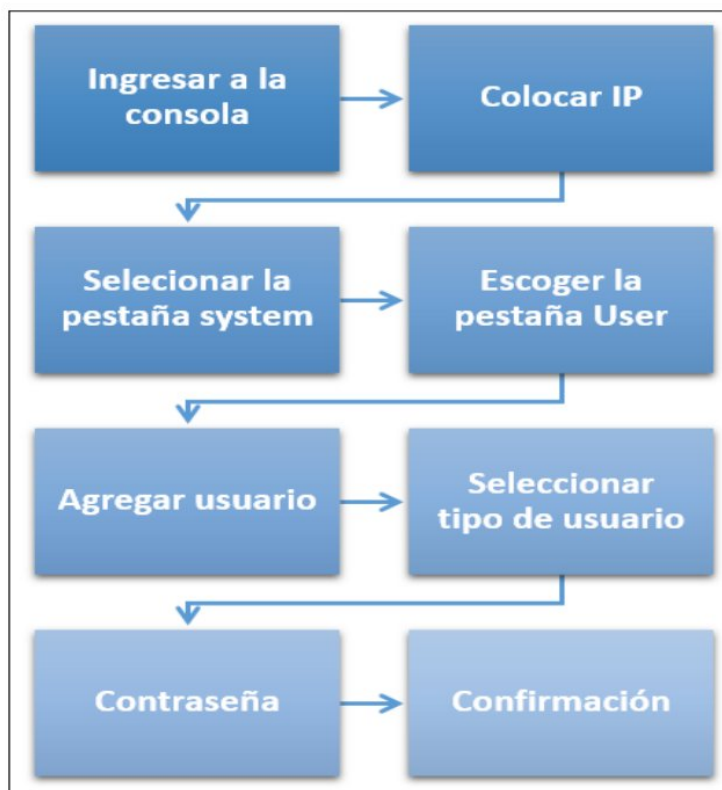 Ingresar a la
consola
Colocar IP
Selecionar la
pestaña system
Escoger la
pestaña User
Agregar usuario
Seleccionar
tipo de usuario
Contraseña
Confirmación